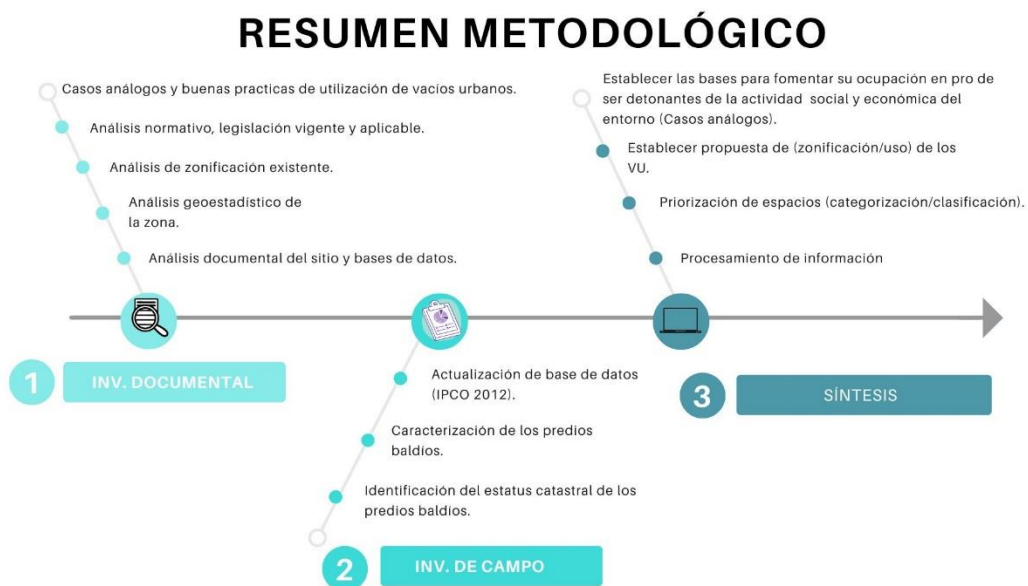 RESUMEN METODOLÓGICO
Casos análogos y buenas practicas de utilización de vacíos urbanos.
Análisis normativo, legislación vigente y aplicable.
Análisis de zonificación existente.
Análisis geoestadístico de
la zona.
Análisis documental del sitio y bases de datos.
1
INV. DOCUMENTAL
Actualización de base de datos
(IPCO 2012).
Caracterización de los predios
baldíos.
Identificación del estatus catastral de los
predios baldíos.
2
INV. DE CAMPO
Establecer las bases para fomentar su ocupación en pro de
ser detonantes de la actividad social y económica del
entorno (Casos análogos).
Establecer propuesta de (zonificación/uso) de los
VU.
Priorización de espacios (categorización/clasificación).
Procesamiento de información
3
SÍNTESIS